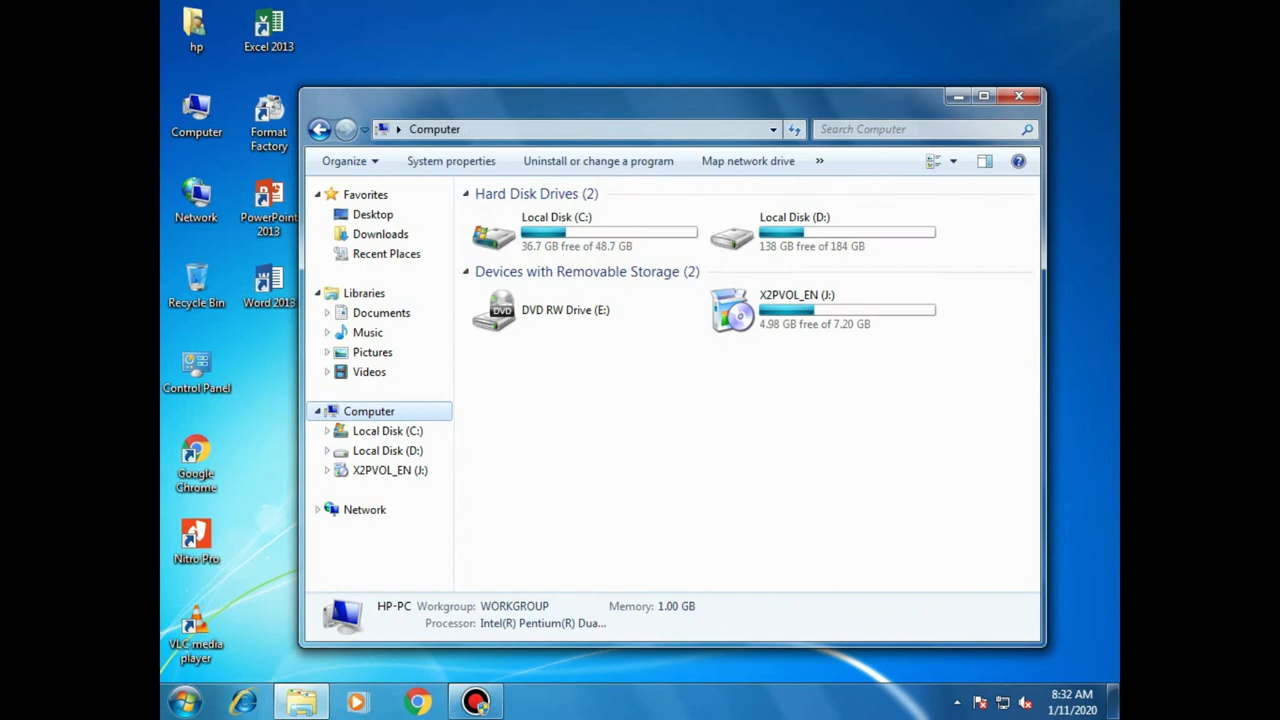 hp
Excel 2013
Computer
Format
Factory
Network
PowerPoint
2013
Recycle Bin
Word 2013
Control Panel
Google
Chrome
Nitro Pro
VLC media
player
Computer
Search Computer
Organize
System properties
Uninstall or change a program
Map network drive
»
Favorites
Desktop
Downloads
Recent Places
Libraries
Documents
Music
Pictures
Videos
Computer
Local Disk (C:)
Local Disk (D:)
X2PVOL_EN (J:)
Network
Hard Disk Drives (2)
Local Disk (C:)
36.7 GB free of 48.7 GB
Local Disk (D:)
138 GB free of 184 GB
Devices with Removable Storage (2)
DVD
DVD RW Drive (E:)
X2PVOL_EN (J:)
4.98 GB free of 7.20 GB
HP-PC Workgroup: WORKGROUP Memory: 1.00 GB
Processor: Intel(R) Pentium(R) Dua...
8:32 AM
1/11/2020